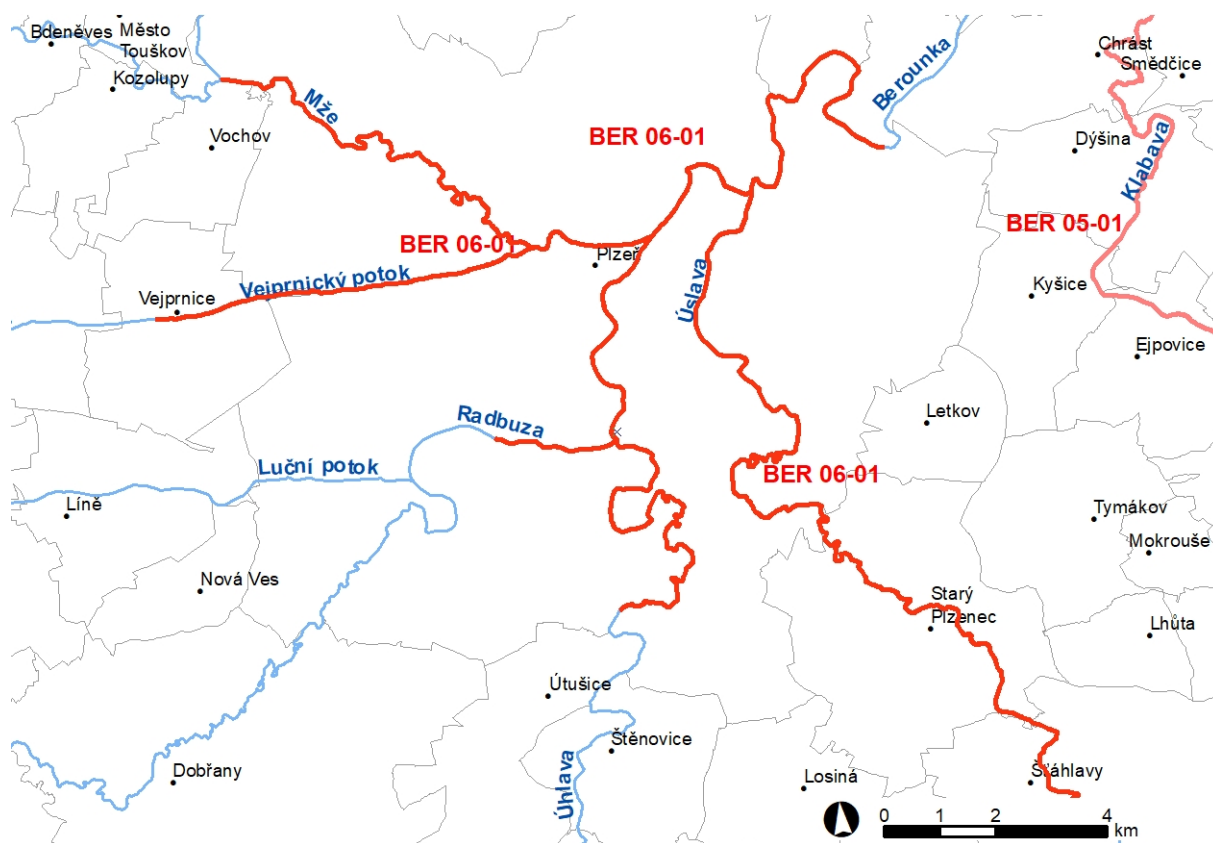 Město
Touškov
Bdeněves
Kozolupy
Chrást
Smědčice
Berounka
Mže
Vochov
BER 06-01
Dýšina
Klabava
BER 05-01
BER 06-01
Plzeň
Vejprnický potok
Vejprnice
Úslava
Kyšice
Ejpovice
Letkov
Radbuza
Luční potok
BER 06-01
Líně
Tymákov
Mokrouše
Nová Ves
Starý
Plzenec
Lhůta
Útušice
Štěnovice
Úhlava
Dobřany
Losiná
Šťáhlavy
0 1 2 4
km